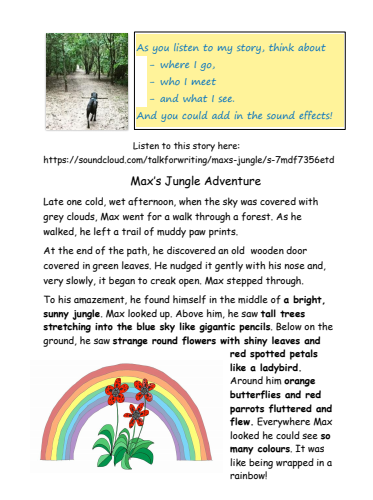 As you listen to my story, think about
- where I go,
- who I meet
- and what I see.
And you could add in the sound effects!
Listen to this story here:
https://soundcloud.com/talkforwriting/maxs-jungle/s-7mdf7356etd
Max's Jungle Adventure
Late one cold, wet afternoon, when the sky was covered with
grey clouds, Max went for a walk through a forest. As he
walked, he left a trail of muddy paw prints.
At the end of the path, he discovered an old wooden door
covered in green leaves. He nudged it gently with his nose and,
very slowly, it began to creak open. Max stepped through.
To his amazement, he found himself in the middle of a bright,
sunny jungle. Max looked up. Above him, he saw tall trees
stretching into the blue sky like gigantic pencils. Below on the
ground, he saw strange round flowers with shiny leaves and
red spotted petals
like a ladybird.
Around him orange
butterflies and red
parrots fluttered and
flew. Everywhere Max
looked he could see so
many colours. It was
like being wrapped in a
rainbow!